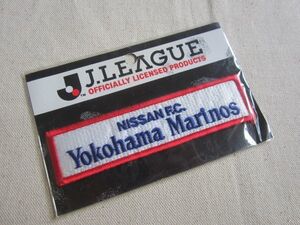 J.LEAGUE
OFFICIALLY LICENSED PRODUCTS
NISSAN F.C.
Yokohama Marinos